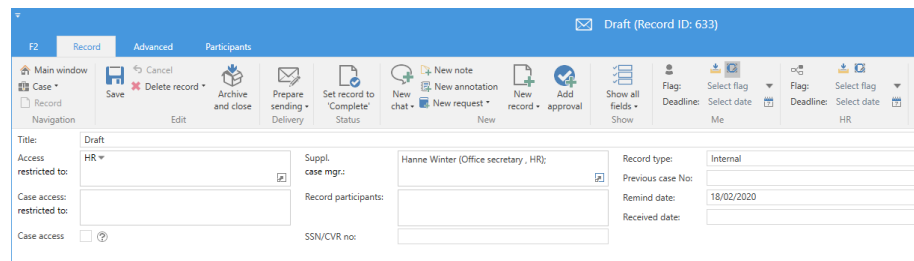 Draft (Record ID: 633)
F2 Record Advanced Participants
Main window
Case
Record
Navigation
Save
Cancel
Delete record
Archive and close
Edit
Prepare sending
Delivery
Set record to 'Complete'
Status
New chat
New note
New annotation
New request
New record
Add approval
New
Show all fields
Show
Flag: Select flag
Deadline: Select date
Me
Flag: Select flag
Deadline: Select date
HR
Title: Draft
Access restricted to: HR
Suppl. case mgr.: Hanne Winter (Office secretary , HR);
Record type: Internal
Previous case No:
Case access: restricted to:
Record participants:
Remind date: 18/02/2020
Received date:
Case access
SSN/CVR no: